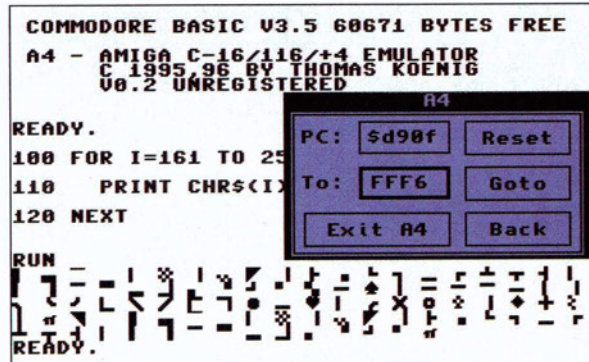 COMMODORE BASIC V3.5 60671 BYTES FREE
A4 - AMIGA C-16/116/+4 EMULATOR
C 1995,96 BY THOMAS KOENIG
V0.2 UNREGISTERED
A4
READY.
PC: $d90f Reset
100 FOR I=161 TO 25
110 PRINT CHR$(I)
To: FFF6 Goto
120 NEXT
Exit A4 Back
RUN
READY.